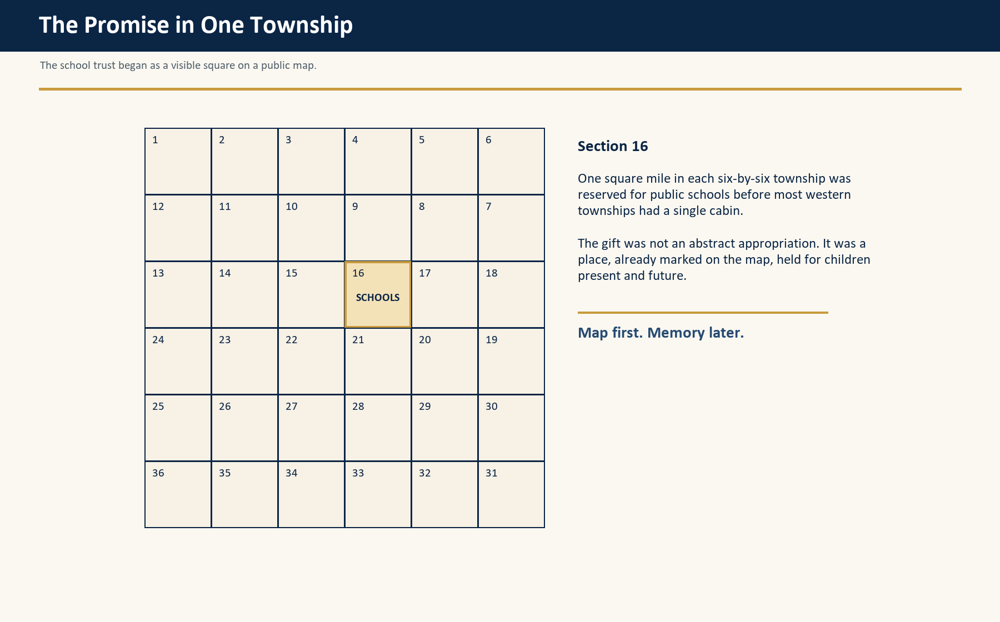 The Promise in One Township
The school trust began as a visible square on a public map.
1 2 3 4 5 6
12 11 10 9 8 7
13 14 15 16 17 18
SCHOOLS
24 23 22 21 20 19
25 26 27 28 29 30
36 35 34 33 32 31
Section 16
One square mile in each six-by-six township was
reserved for public schools before most western
townships had a single cabin.
The gift was not an abstract appropriation. It was a
place, already marked on the map, held for children
present and future.
Map first. Memory later.